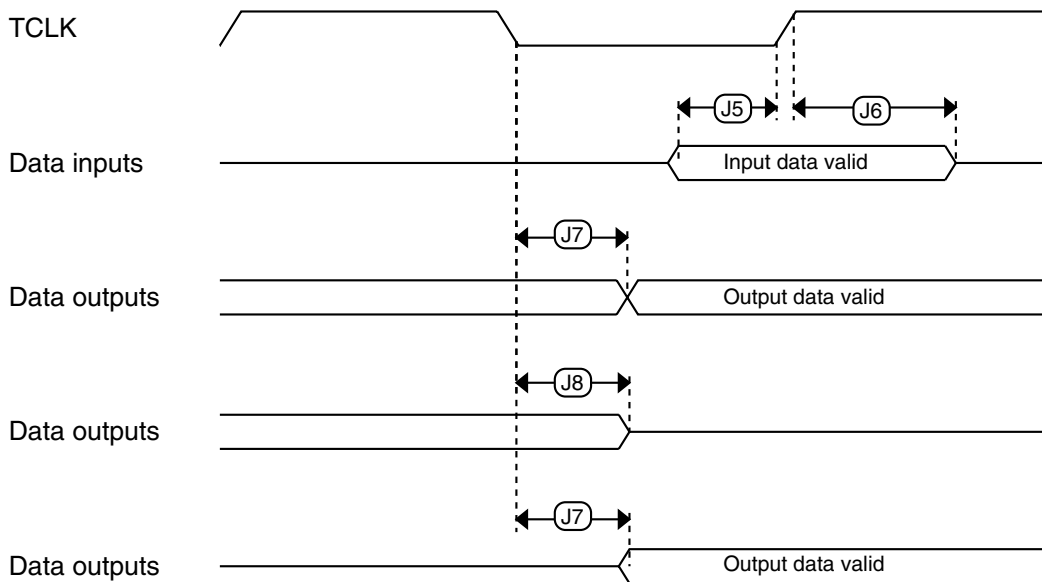 TCLK
J5
J6
Data inputs
Input data valid
J7
Data outputs
Output data valid
J8
Data outputs
J7
Data outputs
Output data valid